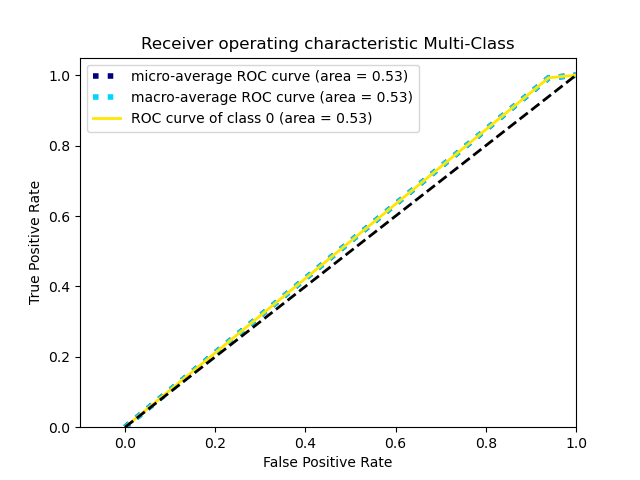 Receiver operating characteristic Multi-Class
micro-average ROC curve (area = 0.53)
macro-average ROC curve (area = 0.53)
ROC curve of class 0 (area = 0.53)
True Positive Rate
1.0
0.8
0.6
0.4
0.2
0.0
0.0 0.2 0.4 0.6 0.8 1.0
False Positive Rate